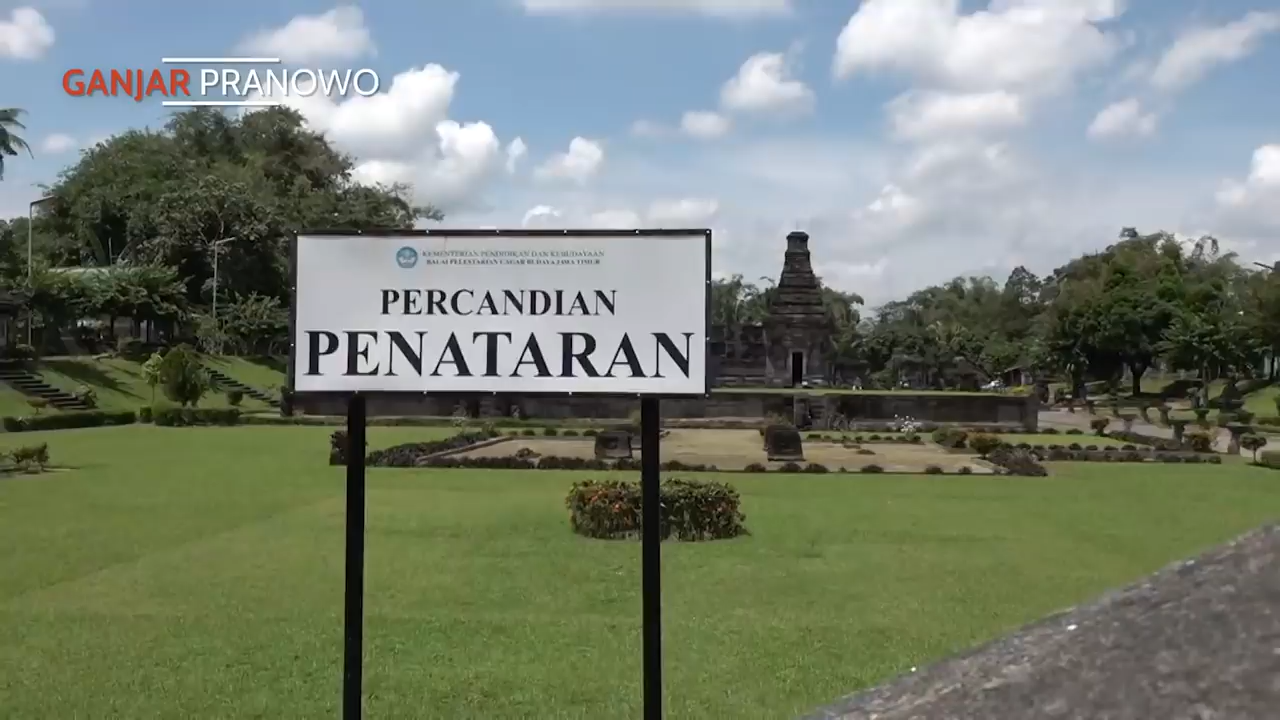 GANJAR PRANOWO
KEMENTERIAN PENDIDIKAN DAN KEBUDAYAAN
BALAI PELESTARIAN CAGAR BUDAYA JAWA TIMUR
PERCANDIAN
PENATARAN